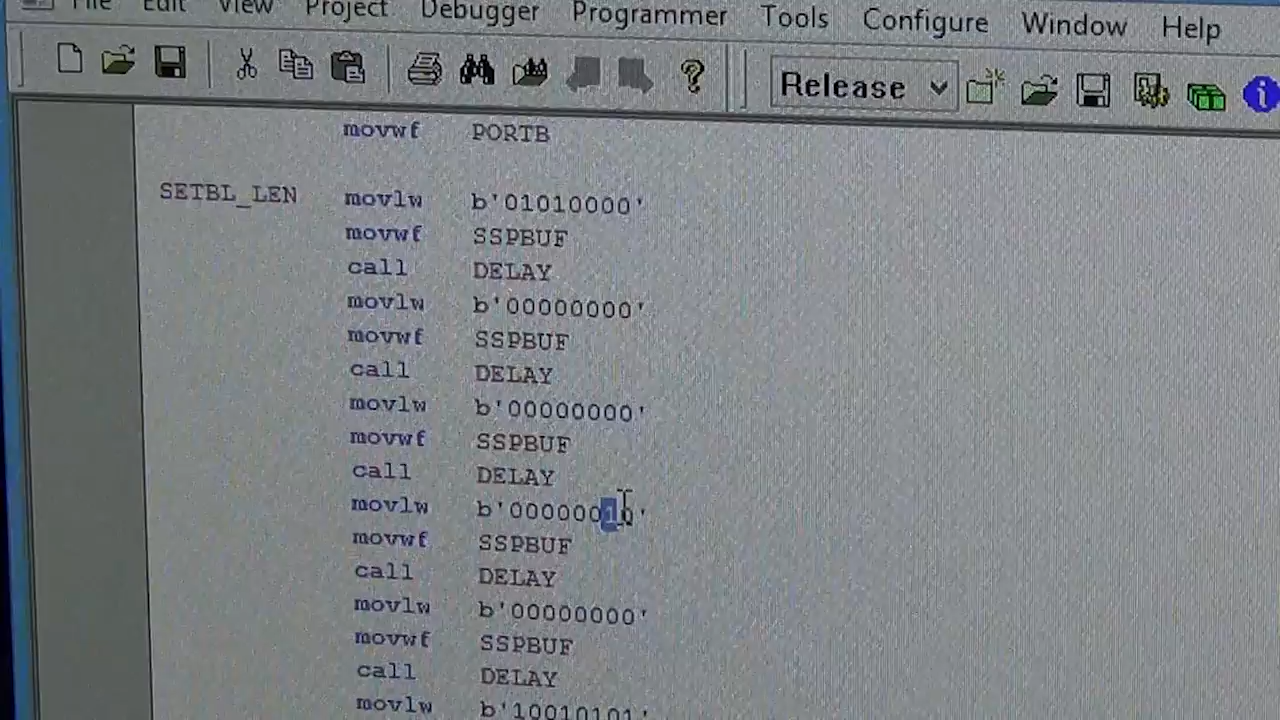 File Edit View Project Debugger Programmer Tools Configure Window Help
Release
movwf PORTB
SETBL_LEN movlw b'01010000'
movwf SSPBUF
call DELAY
movlw b'00000000'
movwf SSPBUF
call DELAY
movlw b'00000000'
movwf SSPBUF
call DELAY
movlw b'00000010'
movwf SSPBUF
call DELAY
movlw b'00000000'
movwf SSPBUF
call DELAY
movlw b'10010101'